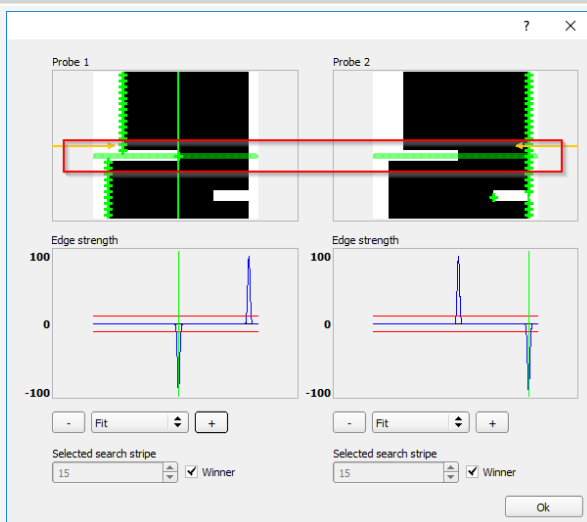 ?
Probe 1 Probe 2
Edge strength Edge strength
100 100
0 0
-100 -100
- Fit + - Fit +
Selected search stripe Selected search stripe
15 Winner 15 Winner
Ok